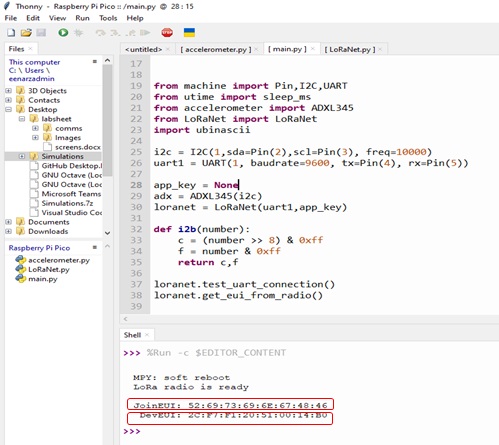 Thonny - Raspberry Pi Pico :: /main.py @ 28 : 15
File Edit View Run Tools Help
Files
This computer
C: \ Users \
eenarzadmin
3D Objects
Contacts
Desktop
labsheet
comms
Images
screens.docx
Simulations
GitHub Desktop.l
GNU Octave (Loc
GNU Octave (Loc
Microsoft Teams
Simulations.7z
Visual Studio Cod
Documents
Downloads
Raspberry Pi Pico
accelerometer.py
LoRaNet.py
main.py
<untitled> [ accelerometer.py ] [ main.py ] [ LoRaNet.py ]
17
18
19 from machine import Pin,I2C,UART
20 from utime import sleep_ms
21 from accelerometer import ADXL345
22 from LoRaNet import LoRaNet
23 import ubinascii
24
25 i2c = I2C(1,sda=Pin(2),scl=Pin(3), freq=10000)
26 uart1 = UART(1, baudrate=9600, tx=Pin(4), rx=Pin(5))
27
28 app_key = None
29 adx = ADXL345(i2c)
30 loranet = LoRaNet(uart1,app_key)
31
32 def i2b(number):
33 c = (number >> 8) & 0xff
34 f = number & 0xff
35 return c,f
36
37 loranet.test_uart_connection()
38 loranet.get_eui_from_radio()
39
Shell
>>> %Run -c $EDITOR_CONTENT
MPY: soft reboot
LoRa radio is ready
JoinEUI: 52:69:73:69:6E:67:48:46
DevEUI: 2C:F7:F1:20:51:00:14:B0
>>>